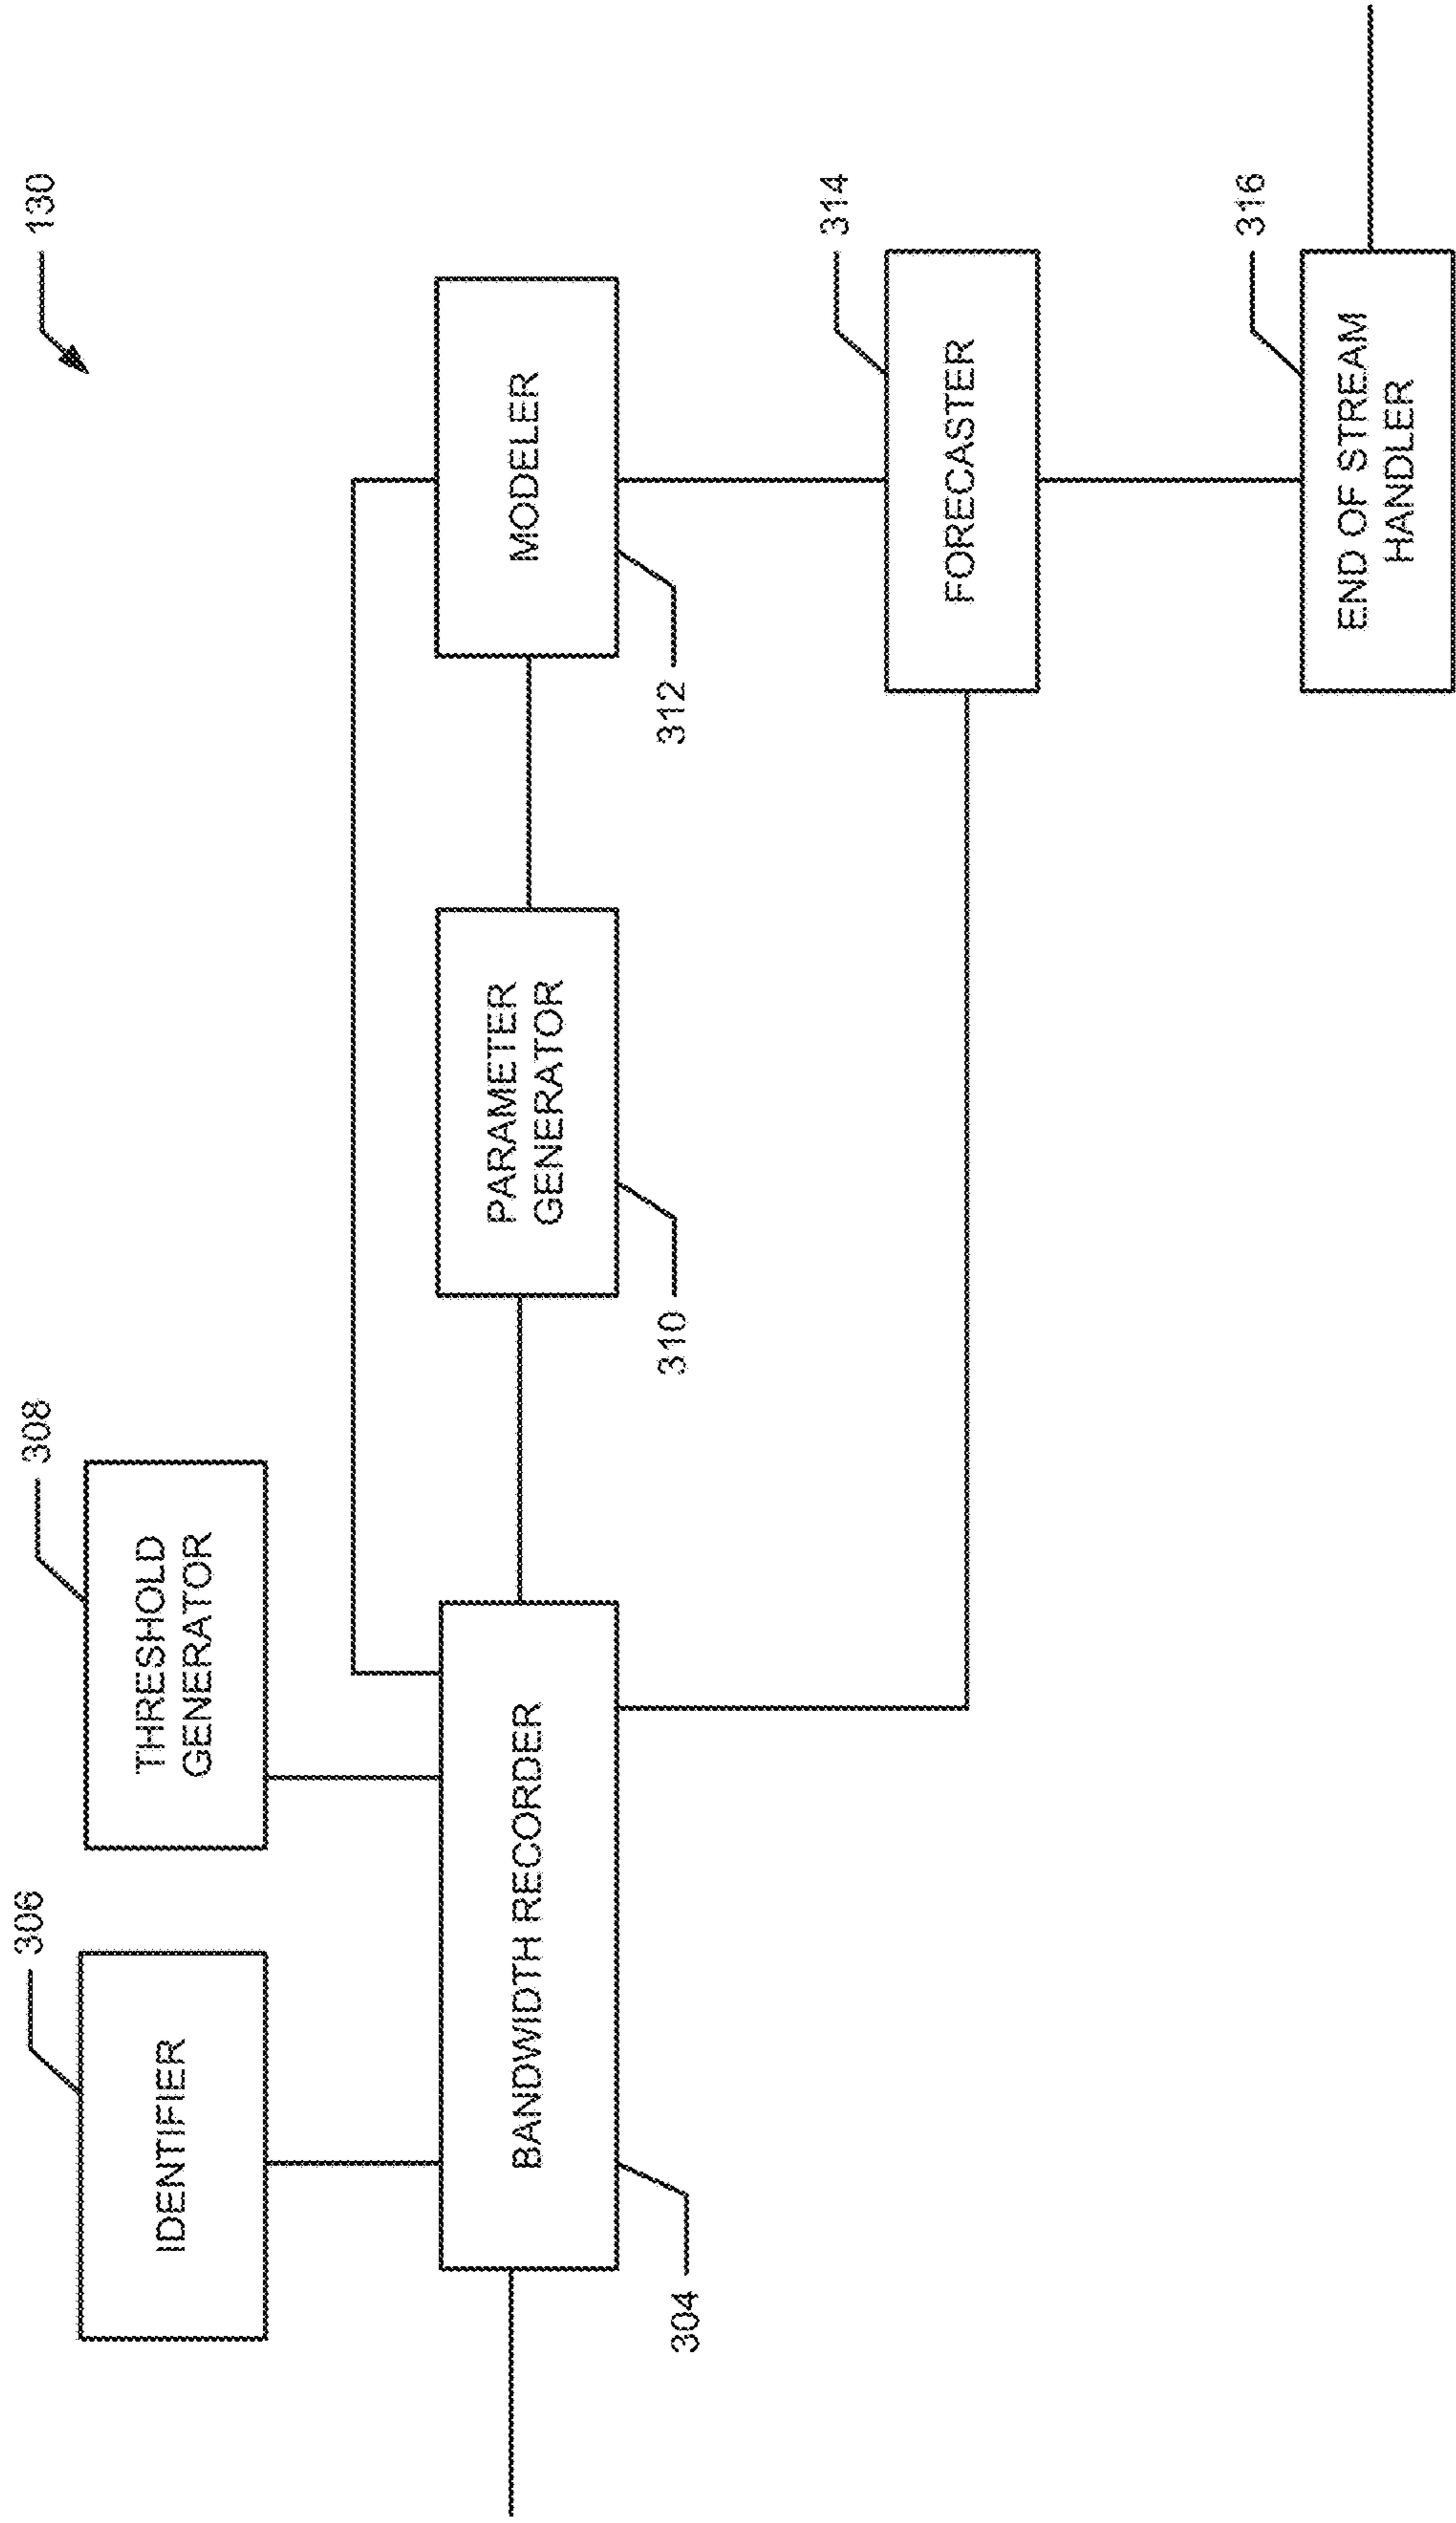 130
306
308
IDENTIFIER
THRESHOLD
GENERATOR
BANDWIDTH RECORDER
PARAMETER
GENERATOR
MODELER
304
310
312
314
FORECASTER
316
END OF STREAM
HANDLER